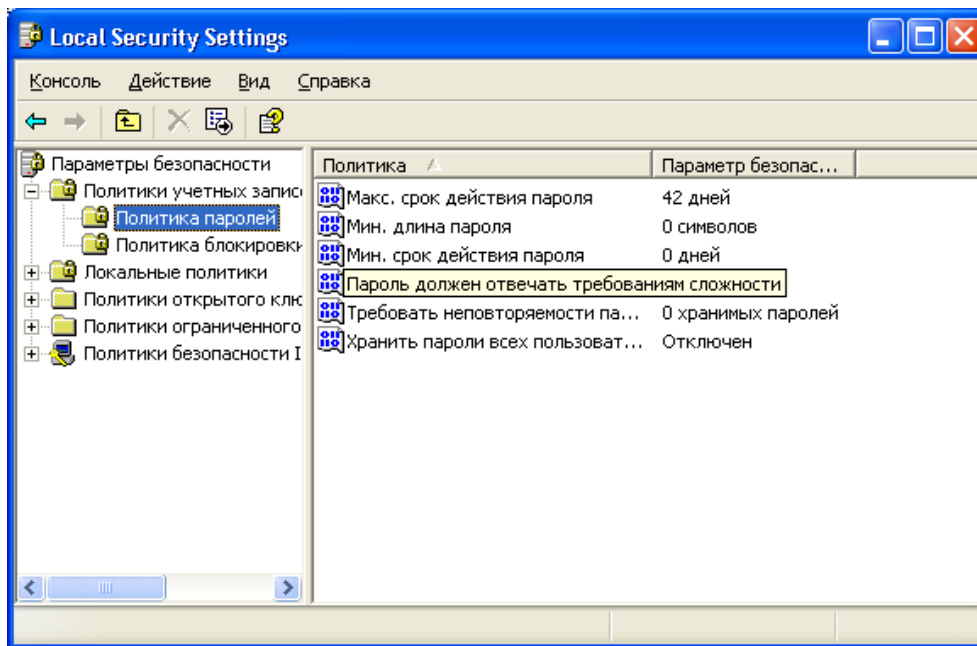 Local Security Settings
Консоль Действие Вид Справка
Параметры безопасности
Политики учетных запис
Политика паролей
Политика блокировки
Локальные политики
Политики открытого клю
Политики ограниченного
Политики безопасности I
Политика Параметр безопас...
Макс. срок действия пароля 42 дней
Мин. длина пароля 0 символов
Мин. срок действия пароля 0 дней
Пароль должен отвечать требованиям сложности
Требовать неповторяемости па... 0 хранимых паролей
Хранить пароли всех пользоват... Отключен